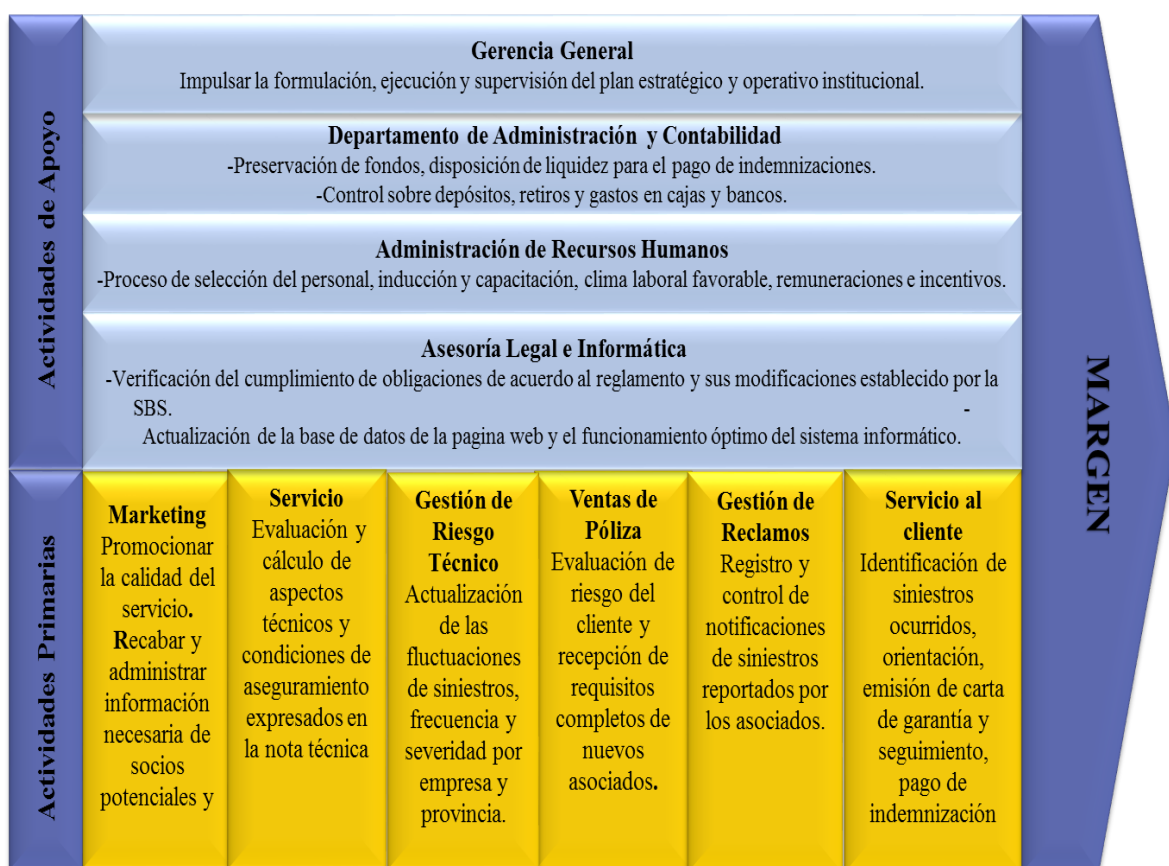 Actividades de Apoyo
Gerencia General
Impulsar la formulación, ejecución y supervisión del plan estratégico y operativo institucional.
Departamento de Administración y Contabilidad
-Preservación de fondos, disposición de liquidez para el pago de indemnizaciones.
-Control sobre depósitos, retiros y gastos en cajas y bancos.
Administración de Recursos Humanos
-Proceso de selección del personal, inducción y capacitación, clima laboral favorable, remuneraciones e incentivos.
Asesoría Legal e Informática
-Verificación del cumplimiento de obligaciones de acuerdo al reglamento y sus modificaciones establecido por la
SBS. -
Actualización de la base de datos de la pagina web y el funcionamiento óptimo del sistema informático.
Actividades Primarias
Marketing
Promocionar
la calidad del
servicio.
Recabar y
administrar
información
necesaria de
socios
potenciales y
Servicio
Evaluación y
cálculo de
aspectos
técnicos y
condiciones de
aseguramiento
expresados en
la nota técnica
Gestión de
Riesgo
Técnico
Actualización
de las
fluctuaciones
de siniestros,
frecuencia y
severidad por
empresa y
provincia.
Ventas de
Póliza
Evaluación de
riesgo del
cliente y
recepción de
requisitos
completos de
nuevos
asociados.
Gestión de
Reclamos
Registro y
control de
notificaciones
de siniestros
reportados por
los asociados.
Servicio al
cliente
Identificación de
siniestros
ocurridos,
orientación,
emisión de carta
de garantía y
seguimiento,
pago de
indemnización
MARGEN